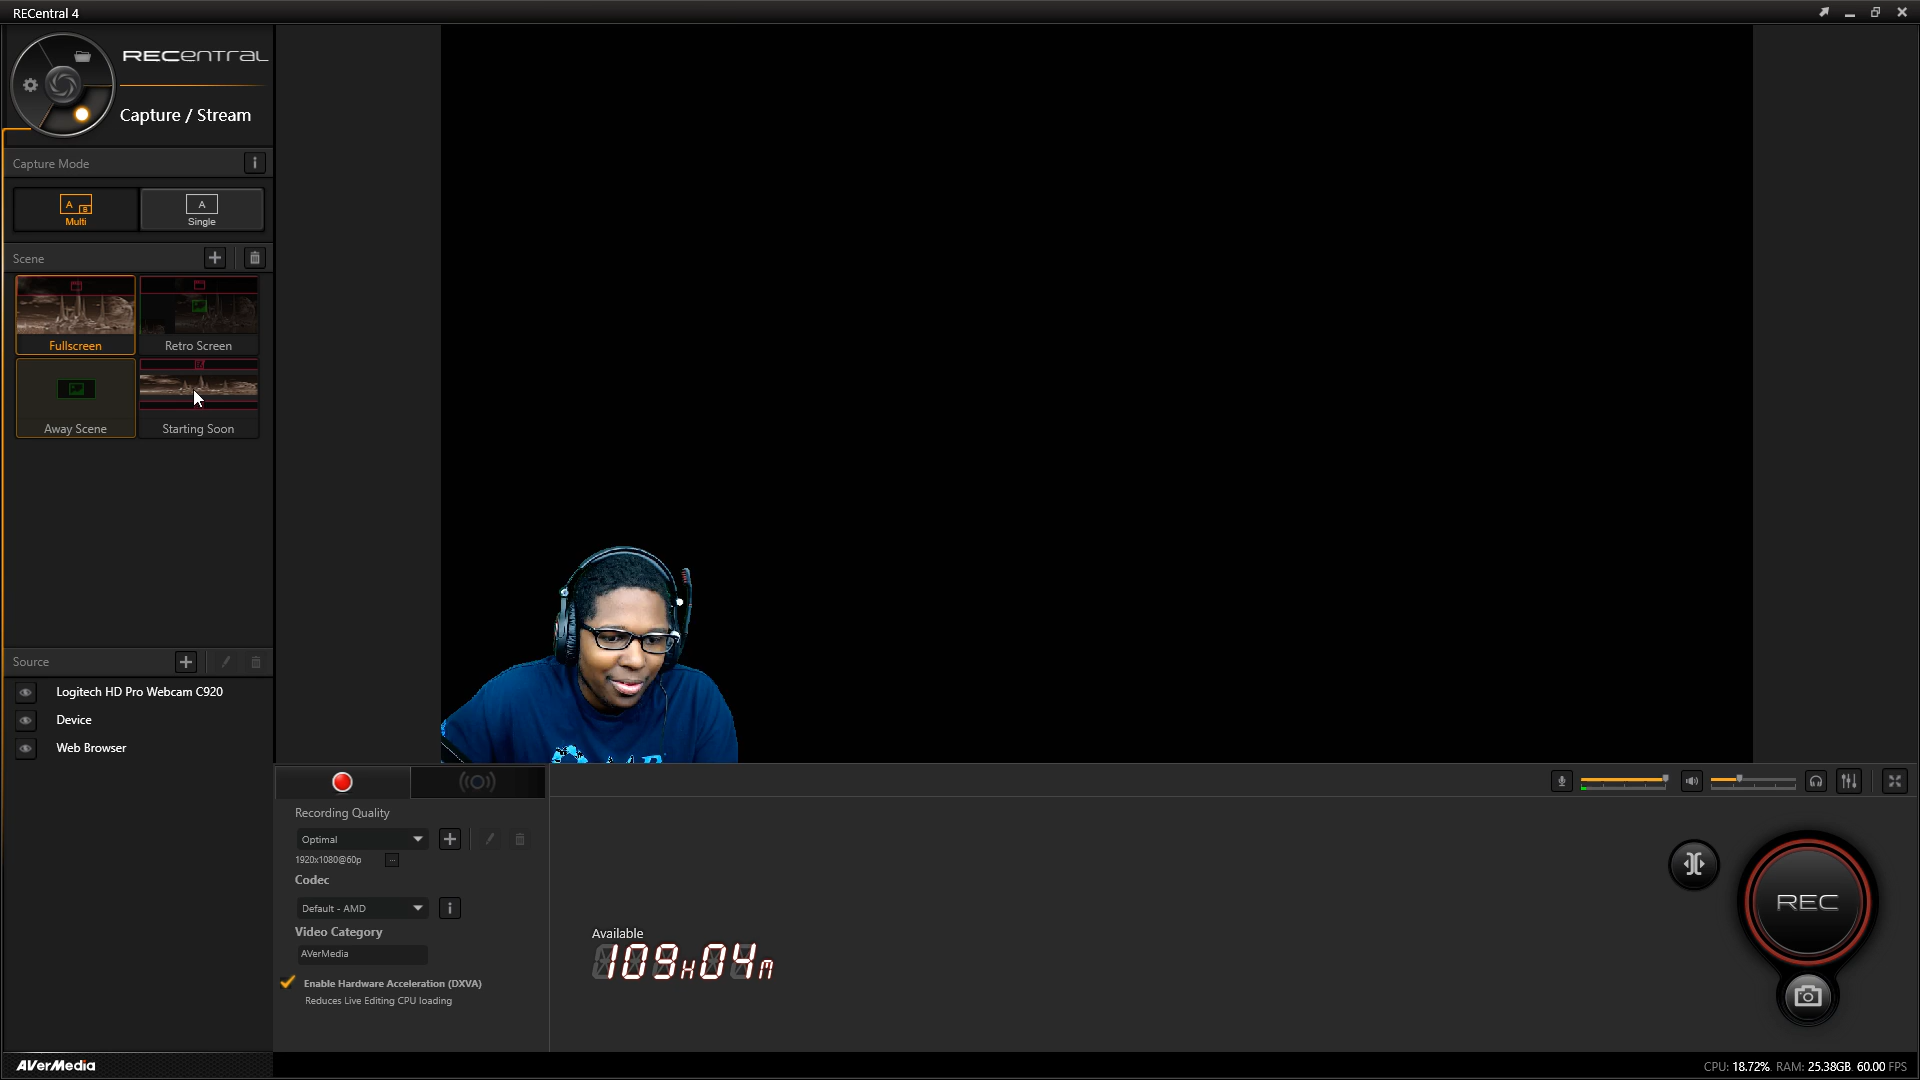 RECentral 4
RECentral
Capture / Stream
Capture Mode
i
A B
Multi
A
Single
Scene
Fullscreen
Retro Screen
Away Scene
Starting Soon
Source
Logitech HD Pro Webcam C920
Device
Web Browser
Recording Quality
Optimal
1920x1080@60p
...
Codec
Default - AMD
i
Video Category
AVerMedia
Enable Hardware Acceleration (DXVA)
Reduces Live Editing CPU loading
Available
109H04M
REC
AVerMedia
CPU: 18.72% RAM: 25.38GB 60.00 FPS